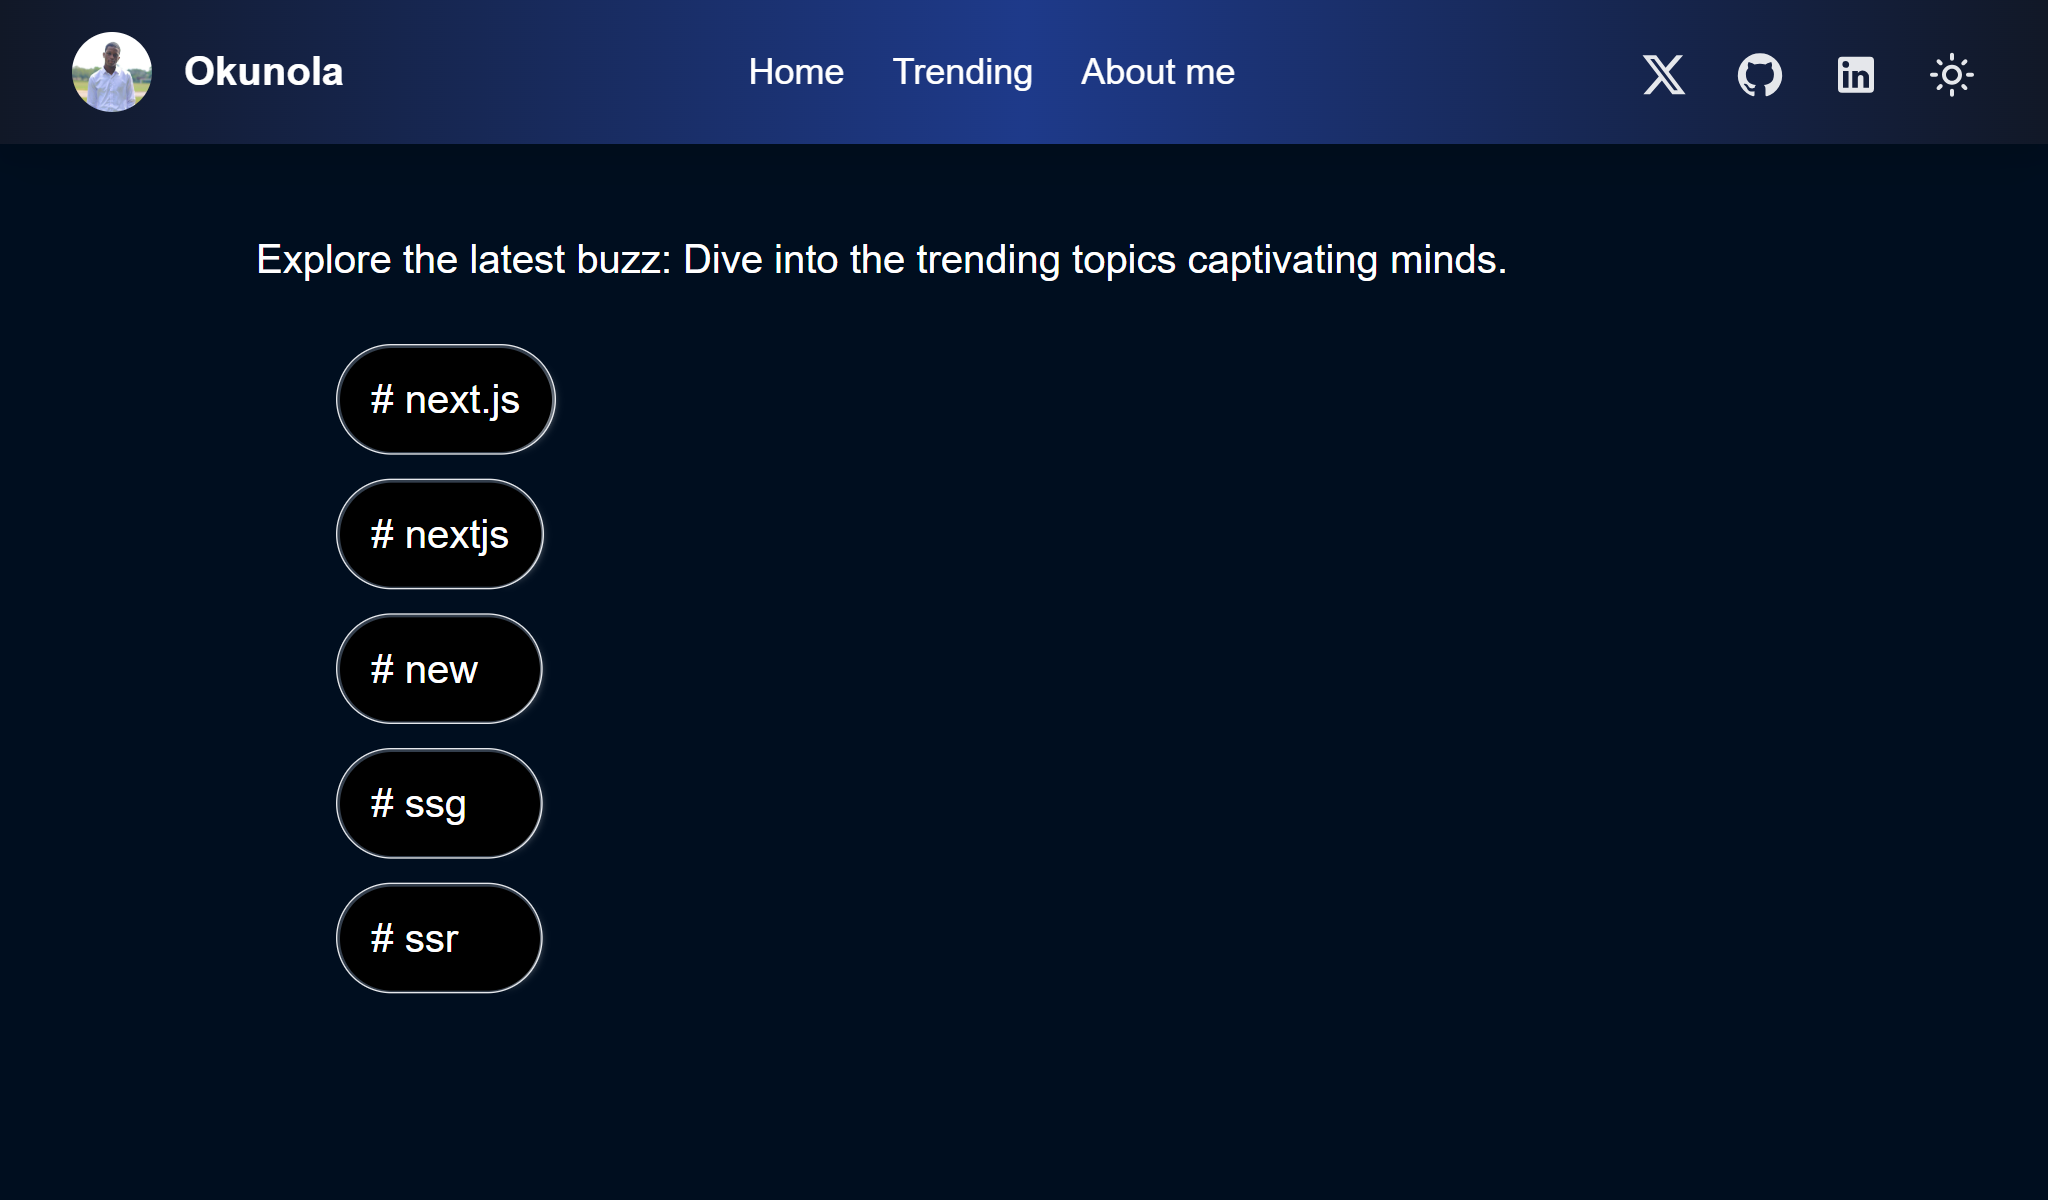 Okunola
Home Trending About me
Explore the latest buzz: Dive into the trending topics captivating minds.
# next.js
# nextjs
# new
# ssg
# ssr